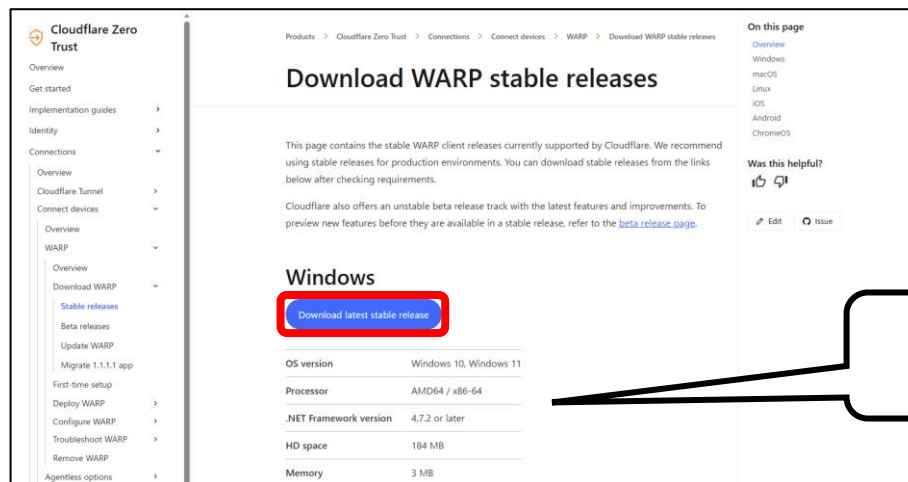 Cloudflare Zero
Trust
Overview
Get started
Implementation guides
Identity
Connections
Overview
Cloudflare Tunnel
Connect devices
Overview
WARP
Overview
Download WARP
Stable releases
Beta releases
Update WARP
Migrate 1.1.1.1 app
First-time setup
Deploy WARP
Configure WARP
Troubleshoot WARP
Remove WARP
Agentless options
Products > Cloudflare Zero Trust > Connections > Connect devices > WARP > Download WARP stable releases
Download WARP stable releases
This page contains the stable WARP client releases currently supported by Cloudflare. We recommend
using stable releases for production environments. You can download stable releases from the links
below after checking requirements.
Cloudflare also offers an unstable beta release track with the latest features and improvements. To
preview new features before they are available in a stable release, refer to the beta release page.
Windows
Download latest stable release
OS version Windows 10, Windows 11
Processor AMD64 / x86-64
.NET Framework version 4.7.2 or later
HD space 184 MB
Memory 3 MB
On this page
Overview
Windows
macOS
Linux
iOS
Android
ChromeOS
Was this helpful?
Edit Issue